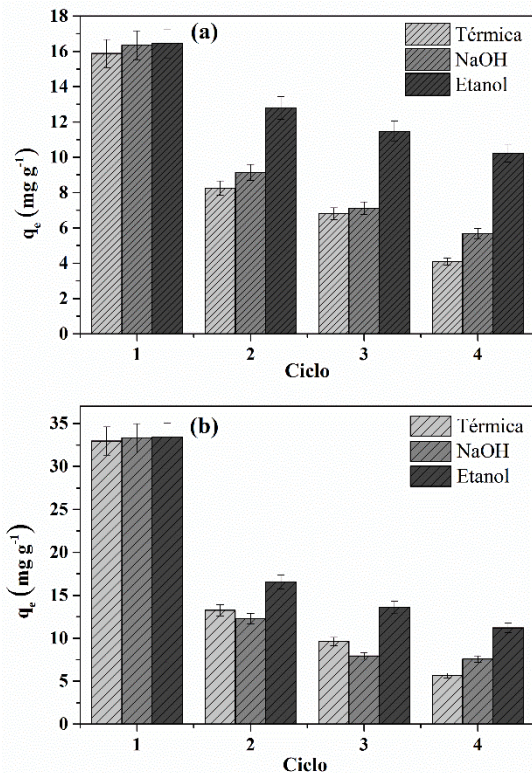 (a)
Térmica
NaOH
Etanol
18
16
14
12
10
8
6
4
2
0
qe (mg g-1)
1 2 3 4
Ciclo
(b)
Térmica
NaOH
Etanol
35
30
25
20
15
10
5
0
qe (mg g-1)
1 2 3 4
Ciclo